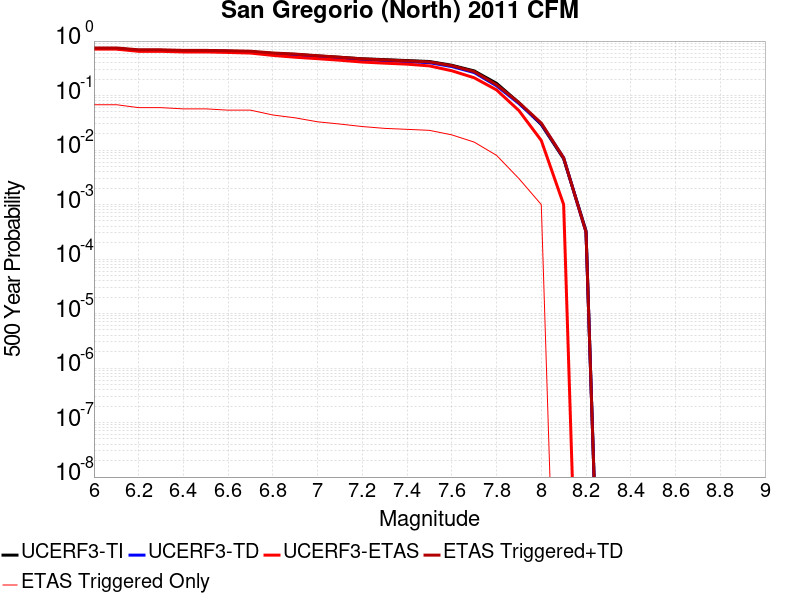 San Gregorio (North) 2011 CFM
10^0
10^-1
10^-2
10^-3
10^-4
10^-5
10^-6
10^-7
10^-8
500 Year Probability
6 6.2 6.4 6.6 6.8 7 7.2 7.4 7.6 7.8 8 8.2 8.4 8.6 8.8 9
Magnitude
UCERF3-TI UCERF3-TD UCERF3-ETAS ETAS Triggered+TD
ETAS Triggered Only